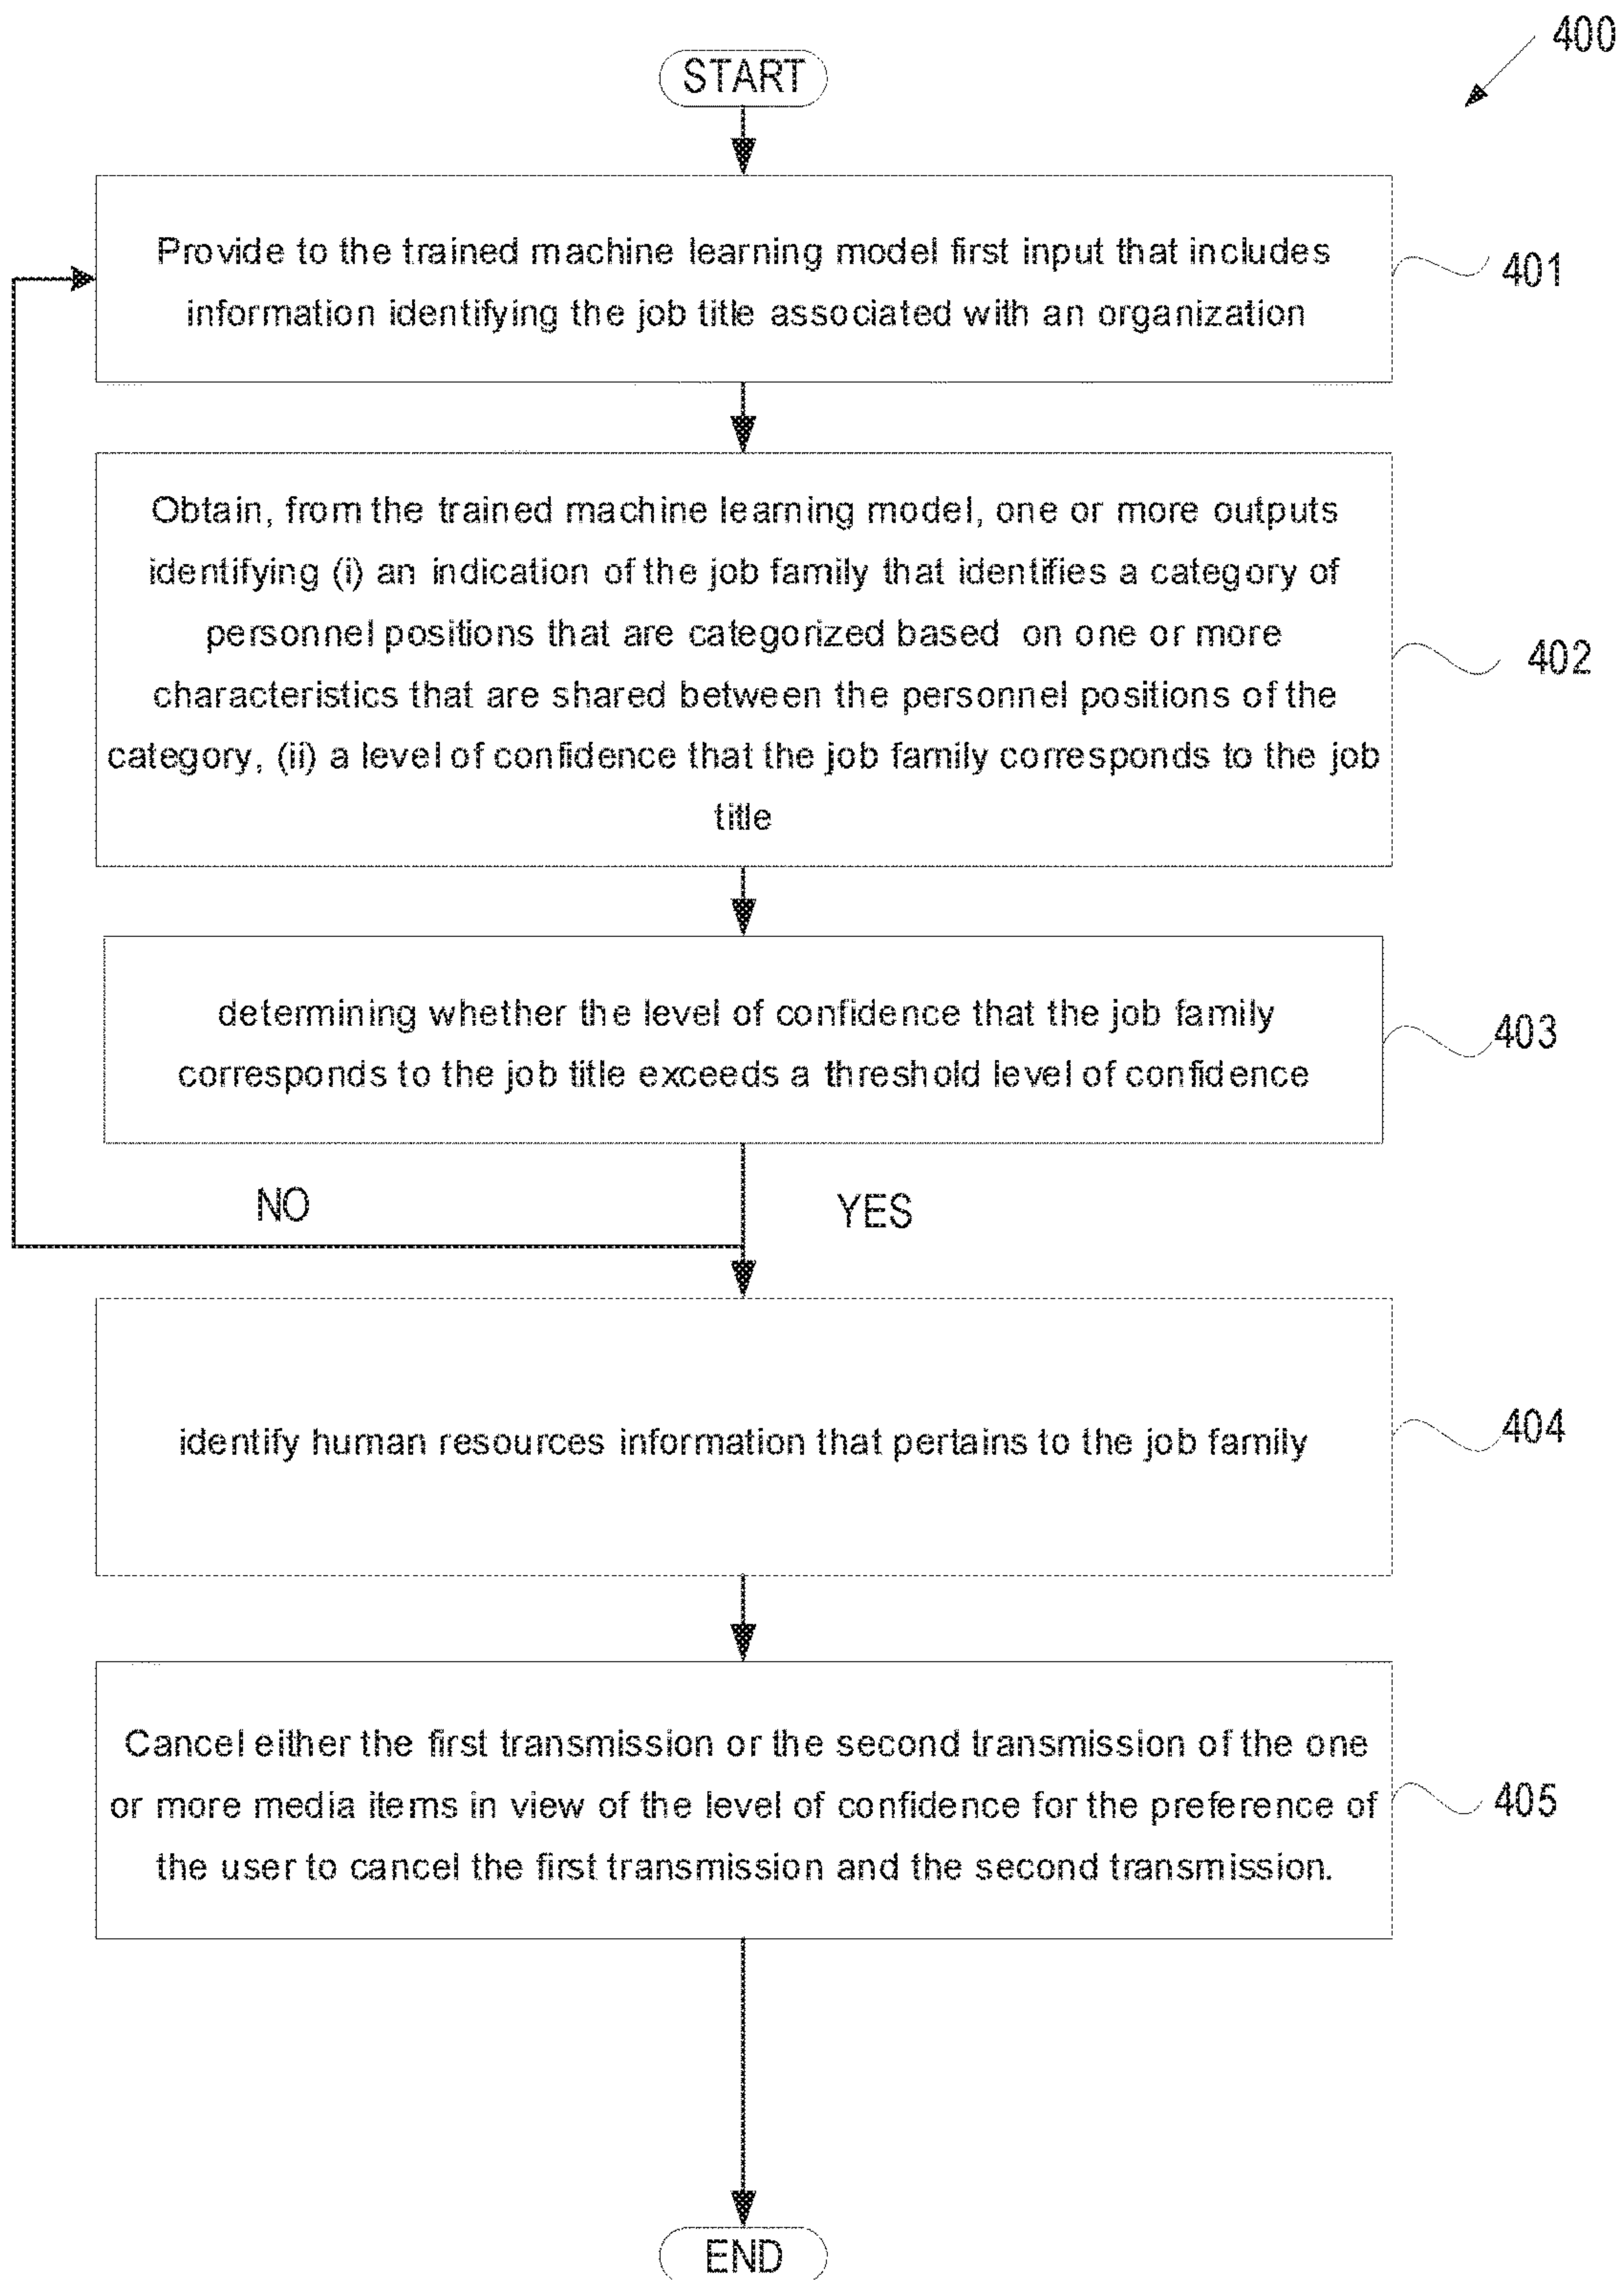 400
START
Provide to the trained machine learning model first input that includes
information identifying the job title associated with an organization
401
Obtain, from the trained machine learning model, one or more outputs
identifying (i) an indication of the job family that identifies a category of
personnel positions that are categorized based on one or more
characteristics that are shared between the personnel positions of the
category, (ii) a level of confidence that the job family corresponds to the job
title
402
determining whether the level of confidence that the job family
corresponds to the job title exceeds a threshold level of confidence
403
NO
YES
identify human resources information that pertains to the job family
404
Cancel either the first transmission or the second transmission of the one
or more media items in view of the level of confidence for the preference of
the user to cancel the first transmission and the second transmission.
405
END